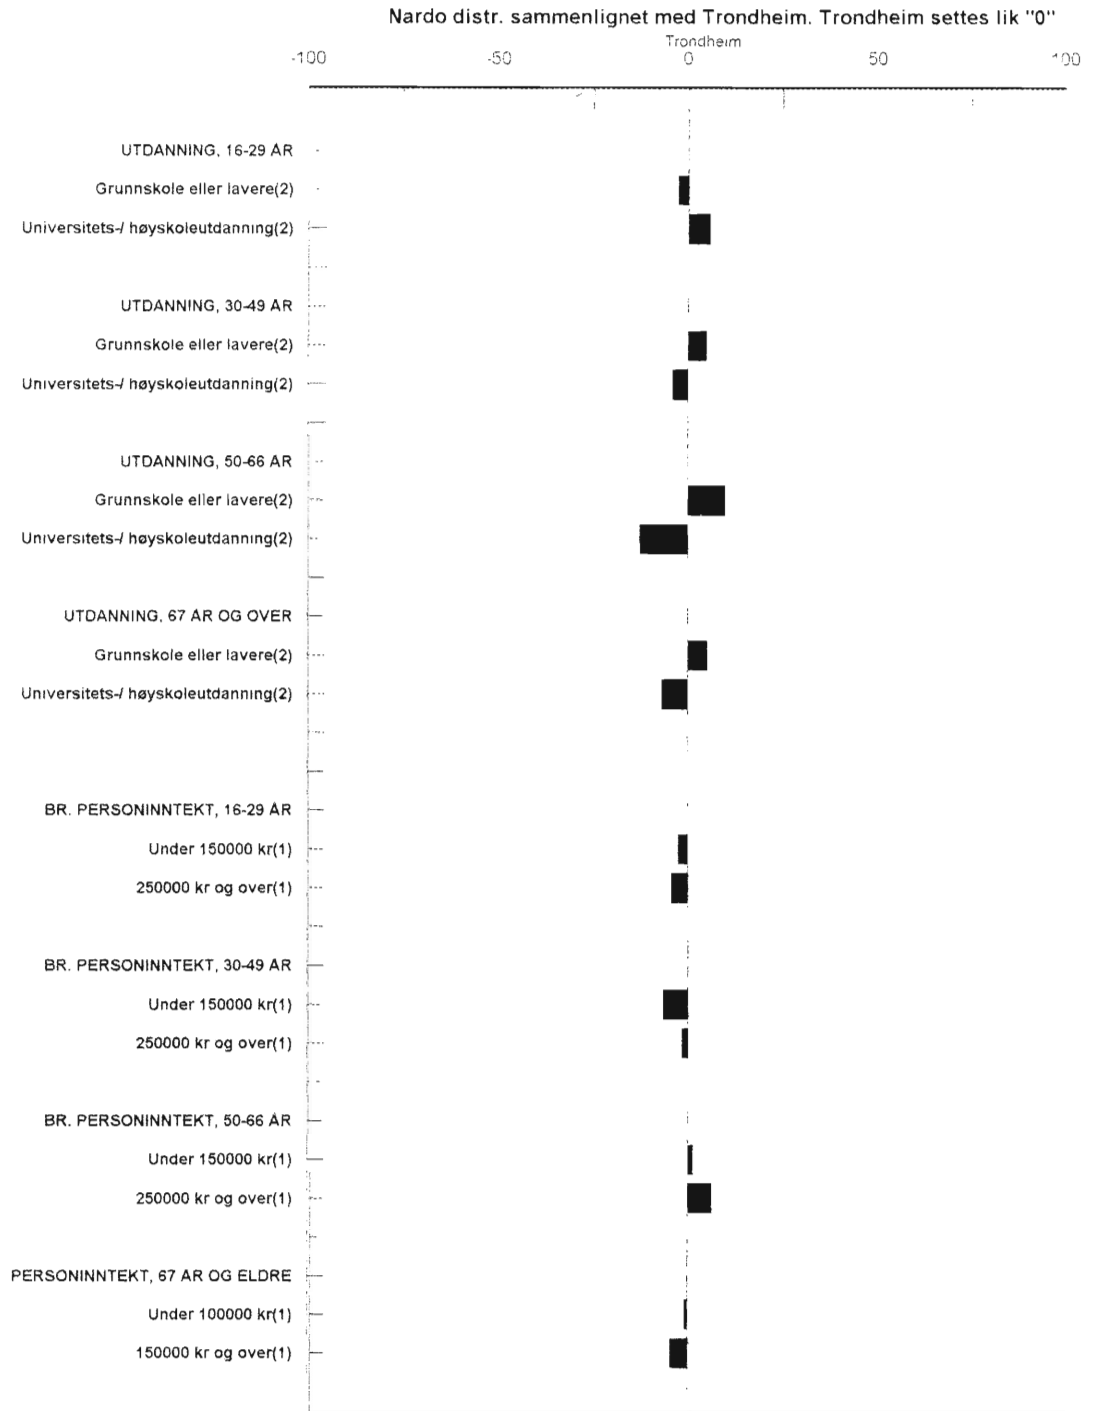 Nardo distr. sammenlignet med Trondheim. Trondheim settes lik "0"
Trondheim
-100 -50 0 50 100
UTDANNING, 16-29 ÅR
Grunnskole eller lavere(2)
Universitets-/ høyskoleutdanning(2)
UTDANNING, 30-49 ÅR
Grunnskole eller lavere(2)
Universitets-/ høyskoleutdanning(2)
UTDANNING, 50-66 ÅR
Grunnskole eller lavere(2)
Universitets-/ høyskoleutdanning(2)
UTDANNING, 67 ÅR OG OVER
Grunnskole eller lavere(2)
Universitets-/ høyskoleutdanning(2)
BR. PERSONINNTEKT, 16-29 ÅR
Under 150000 kr(1)
250000 kr og over(1)
BR. PERSONINNTEKT, 30-49 ÅR
Under 150000 kr(1)
250000 kr og over(1)
BR. PERSONINNTEKT, 50-66 ÅR
Under 150000 kr(1)
250000 kr og over(1)
PERSONINNTEKT, 67 ÅR OG ELDRE
Under 100000 kr(1)
150000 kr og over(1)